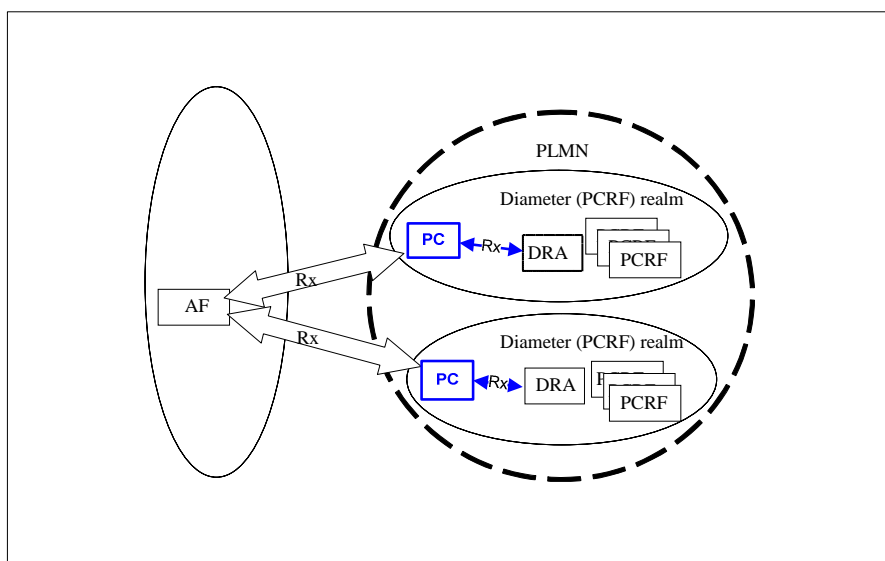 PLMN
Diameter (PCRF) realm
PC
Rx
DRA
PCRF
Rx
AF
Rx
Diameter (PCRF) realm
PC
Rx
DRA
PCRF